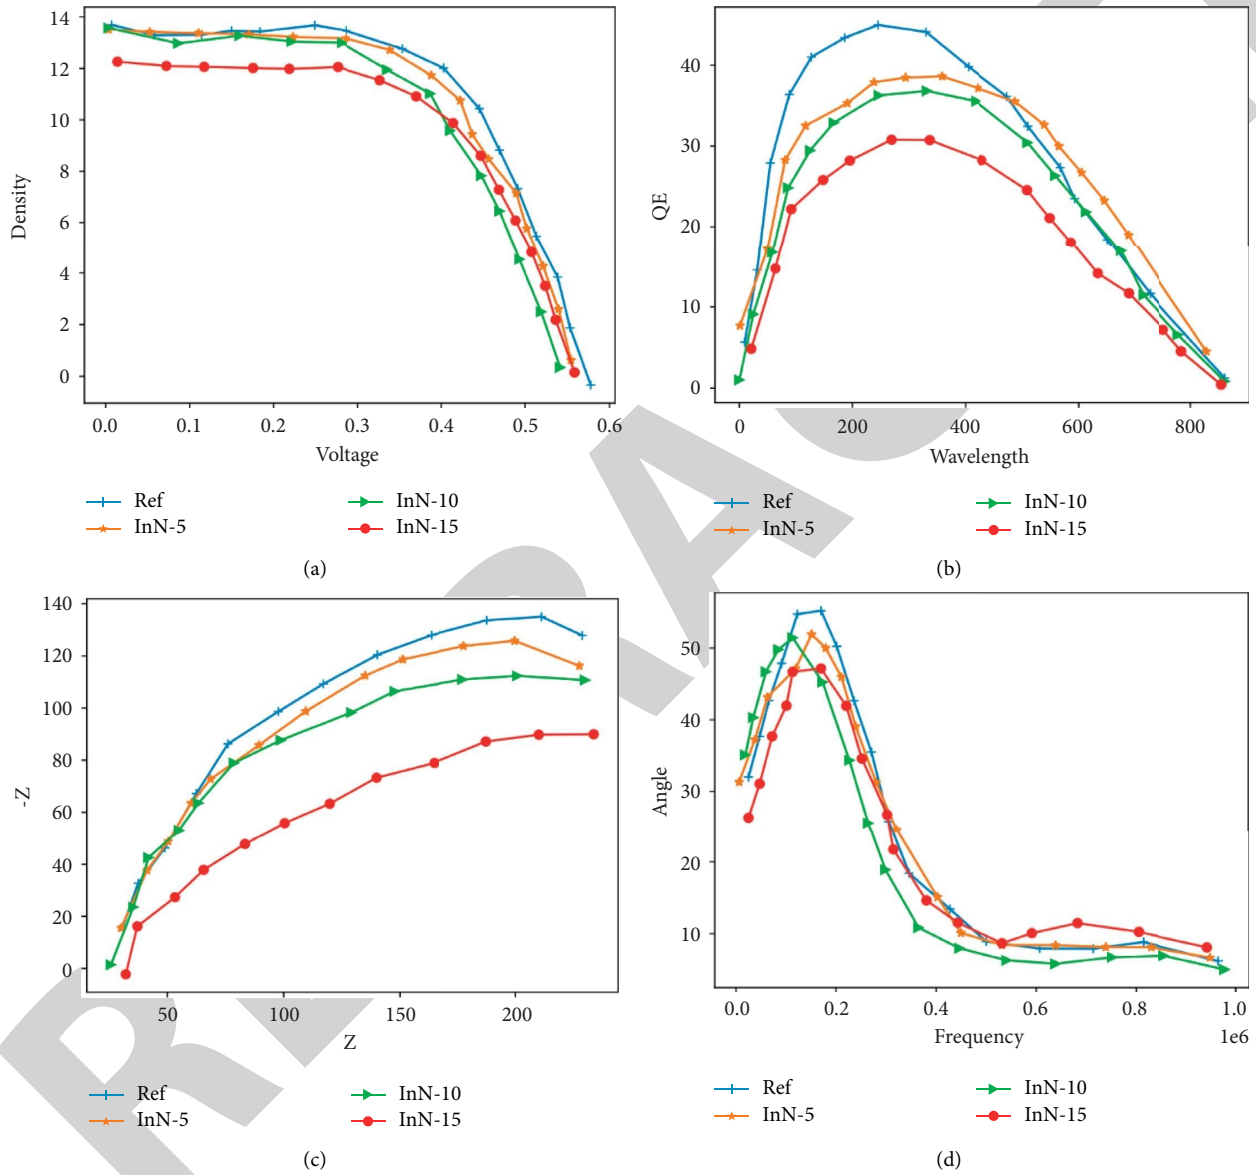 14
12
10
8
6
4
2
0
Density
0.0 0.1 0.2 0.3 0.4 0.5 0.6
Voltage
Ref
InN-5
InN-10
InN-15
(a)
40
30
20
10
0
QE
0 200 400 600 800
Wavelength
Ref
InN-5
InN-10
InN-15
(b)
140
120
100
80
60
40
20
0
-Z
50 100 150 200
Z
Ref
InN-5
InN-10
InN-15
(c)
50
40
30
20
10
Angle
0.0 0.2 0.4 0.6 0.8 1.0
1e6
Frequency
Ref
InN-5
InN-10
InN-15
(d)